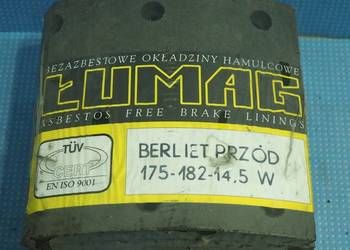 BEZAZBESTOWE OKŁADZINY HAMULCOWE
ŁUMAG
ASBESTOS FREE BRAKE LININGS
TÜV
CERT
EN ISO 9001
BERLIET PRZÓD
175-182-14.5 W